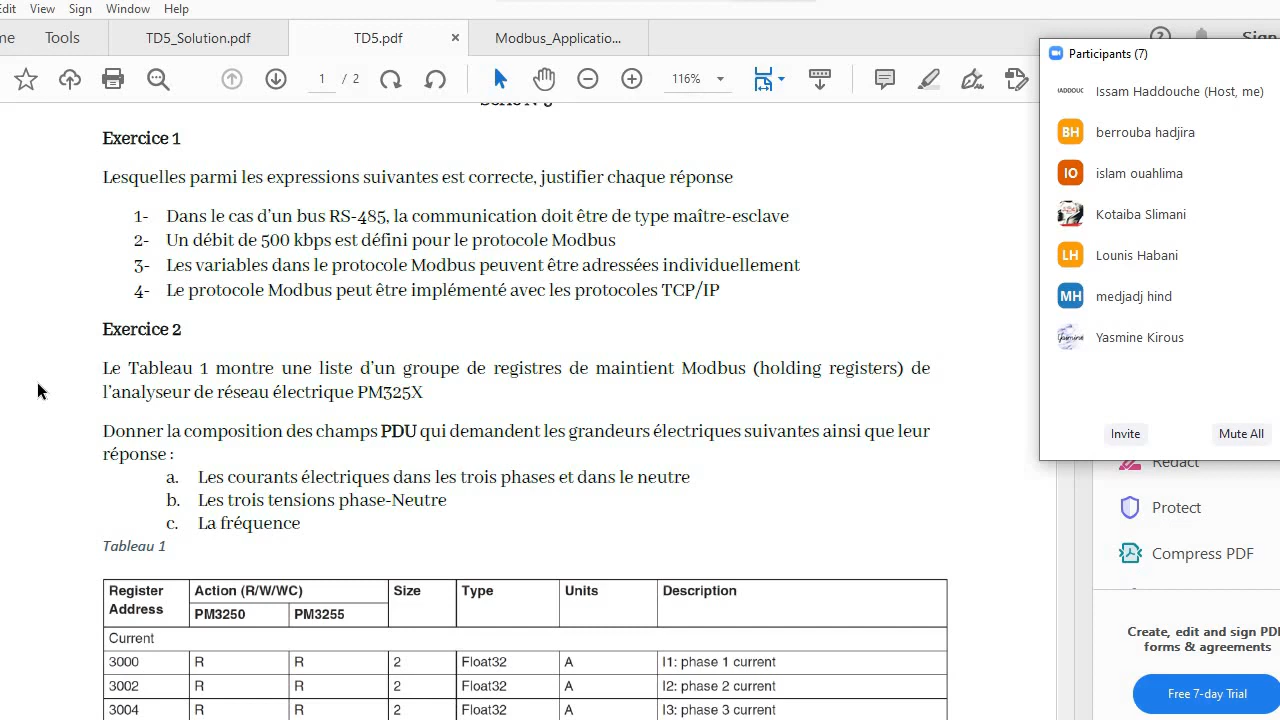 Edit View Sign Window Help
me Tools TD5_Solution.pdf TD5.pdf × Modbus_Applicatio... ?
1 / 2 116%
Participants (7)
Issam Haddouche (Host, me)
BH berrouba hadjira
IO islam ouahlima
Kotaiba Slimani
LH Lounis Habani
MH medjadj hind
Yasmine Kirous
Invite Mute All
Exercice 1
Lesquelles parmi les expressions suivantes est correcte, justifier chaque réponse
1- Dans le cas d'un bus RS-485, la communication doit être de type maître-esclave
2- Un débit de 500 kbps est défini pour le protocole Modbus
3- Les variables dans le protocole Modbus peuvent être adressées individuellement
4- Le protocole Modbus peut être implémenté avec les protocoles TCP/IP
Exercice 2
Le Tableau 1 montre une liste d'un groupe de registres de maintient Modbus (holding registers) de
l'analyseur de réseau électrique PM325X
Donner la composition des champs PDU qui demandent les grandeurs électriques suivantes ainsi que leur
réponse :
a. Les courants électriques dans les trois phases et dans le neutre
b. Les trois tensions phase-Neutre
c. La fréquence
Tableau 1
Register Address Action (R/W/WC) Size Type Units Description
PM3250 PM3255
Current
3000 R R 2 Float32 A I1: phase 1 current
3002 R R 2 Float32 A I2: phase 2 current
3004 R R 2 Float32 A I3: phase 3 current
Redact
Protect
Compress PDF
Create, edit and sign PDF
forms & agreements
Free 7-day Trial